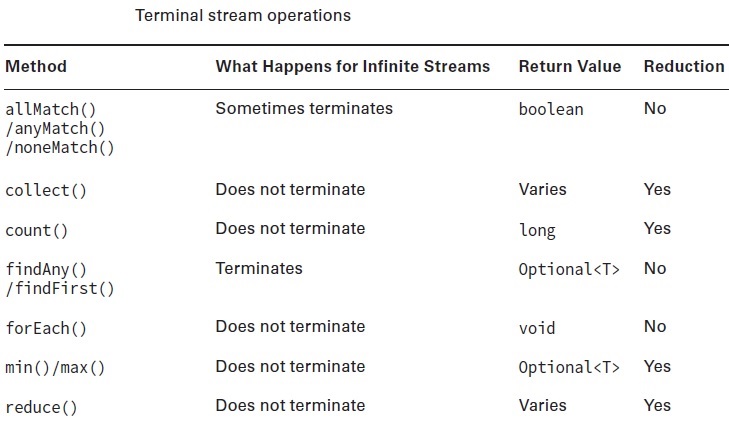 Terminal stream operations
Method What Happens for Infinite Streams Return Value Reduction
allMatch() Sometimes terminates boolean No
/anyMatch()
/noneMatch()
collect() Does not terminate Varies Yes
count() Does not terminate long Yes
findAny() Terminates Optional<T> No
/findFirst()
forEach() Does not terminate void No
min()/max() Does not terminate Optional<T> Yes
reduce() Does not terminate Varies Yes